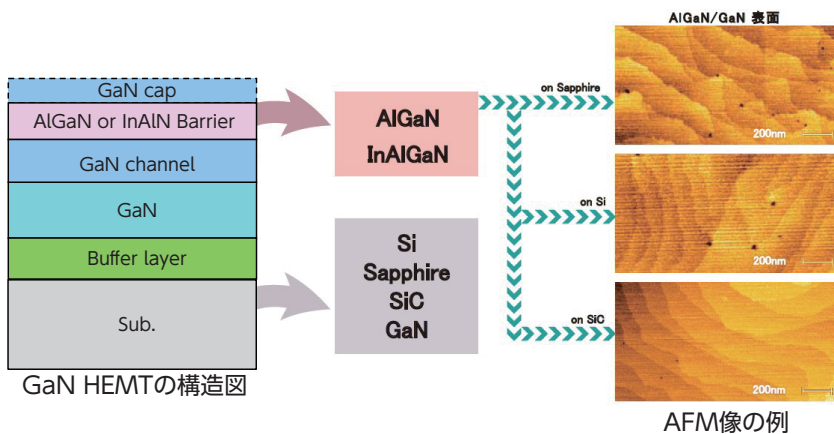 GaN cap
AlGaN or InAlN Barrier
GaN channel
GaN
Buffer layer
Sub.
GaN HEMTの構造図
AlGaN
InAlGaN
Si
Sapphire
SiC
GaN
on Sapphire
on Si
on SiC
AlGaN/GaN 表面
200nm
200nm
200nm
AFM像の例